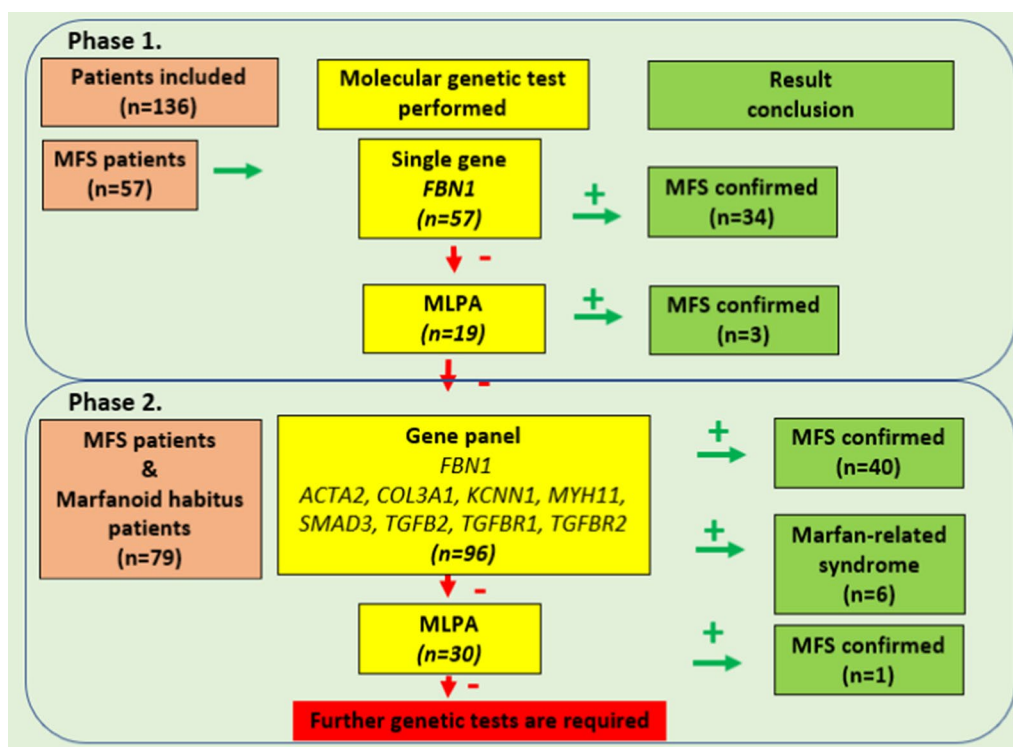 Phase 1.
Patients included
(n=136)
Molecular genetic test
performed
Result
conclusion
MFS patients
(n=57)
Single gene
FBN1
(n=57)
+
MFS confirmed
(n=34)
-
MLPA
(n=19)
+
MFS confirmed
(n=3)
-
Phase 2.
MFS patients
&
Marfanoid habitus
patients
(n=79)
Gene panel
FBN1
ACTA2, COL3A1, KCNN1, MYH11,
SMAD3, TGFB2, TGFBR1, TGFBR2
(n=96)
+
MFS confirmed
(n=40)
+
Marfan-related
syndrome
(n=6)
-
MLPA
(n=30)
+
MFS confirmed
(n=1)
-
Further genetic tests are required